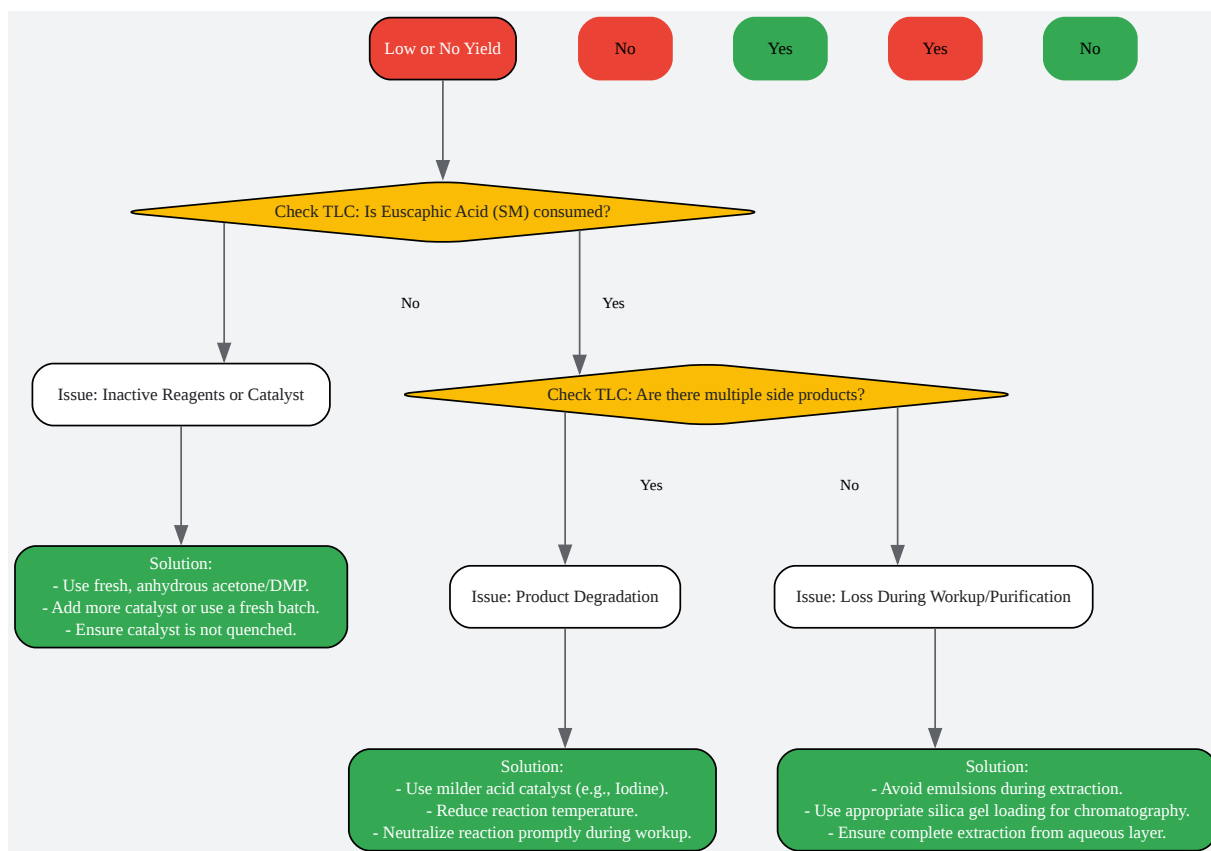 Low or No Yield
No
Yes
Yes
No
Check TLC: Is Euscaphic Acid (SM) consumed?
No
Yes
Issue: Inactive Reagents or Catalyst
Check TLC: Are there multiple side products?
Yes
No
Solution:
- Use fresh, anhydrous acetone/DMP.
- Add more catalyst or use a fresh batch.
- Ensure catalyst is not quenched.
Issue: Product Degradation
Issue: Loss During Workup/Purification
Solution:
- Use milder acid catalyst (e.g., Iodine).
- Reduce reaction temperature.
- Neutralize reaction promptly during workup.
Solution:
- Avoid emulsions during extraction.
- Use appropriate silica gel loading for chromatography.
- Ensure complete extraction from aqueous layer.